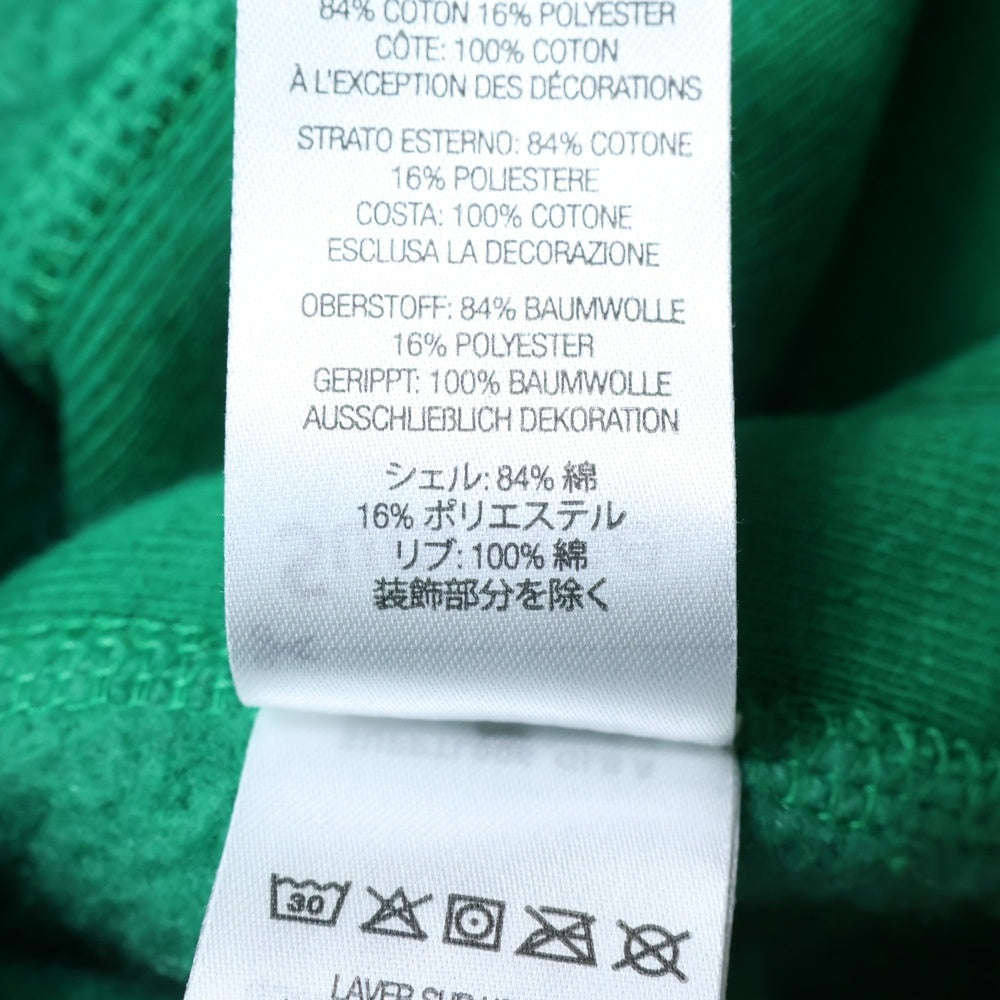 84% COTON 16% POLYESTER
CÔTE: 100% COTON
À L'EXCEPTION DES DÉCORATIONS
STRATO ESTERNO: 84% COTONE
16% POLIESTERE
COSTA: 100% COTONE
ESCLUSA LA DECORAZIONE
OBERSTOFF: 84% BAUMWOLLE
16% POLYESTER
GERIPPT: 100% BAUMWOLLE
AUSSCHLIEßLICH DEKORATION
シェル: 84% 綿
16% ポリエステル
リブ: 100% 綿
装飾部分を除く
30
LAVER SUR